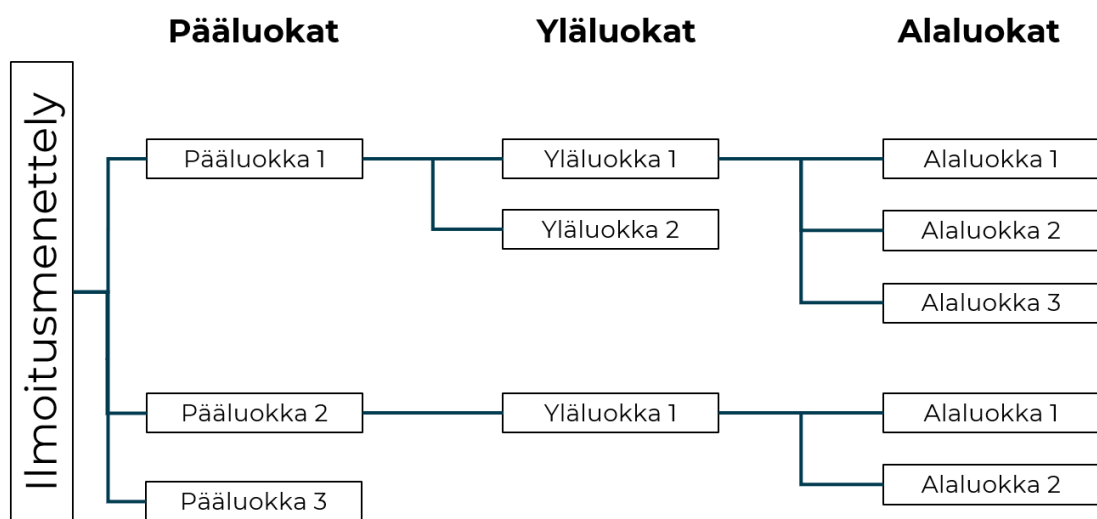 Pääluokat Yläluokat Alaluokat
Ilmoitusmenettely
Pääluokka 1 Yläluokka 1 Alaluokka 1
Yläluokka 2 Alaluokka 2
Alaluokka 3
Pääluokka 2 Yläluokka 1 Alaluokka 1
Alaluokka 2
Pääluokka 3